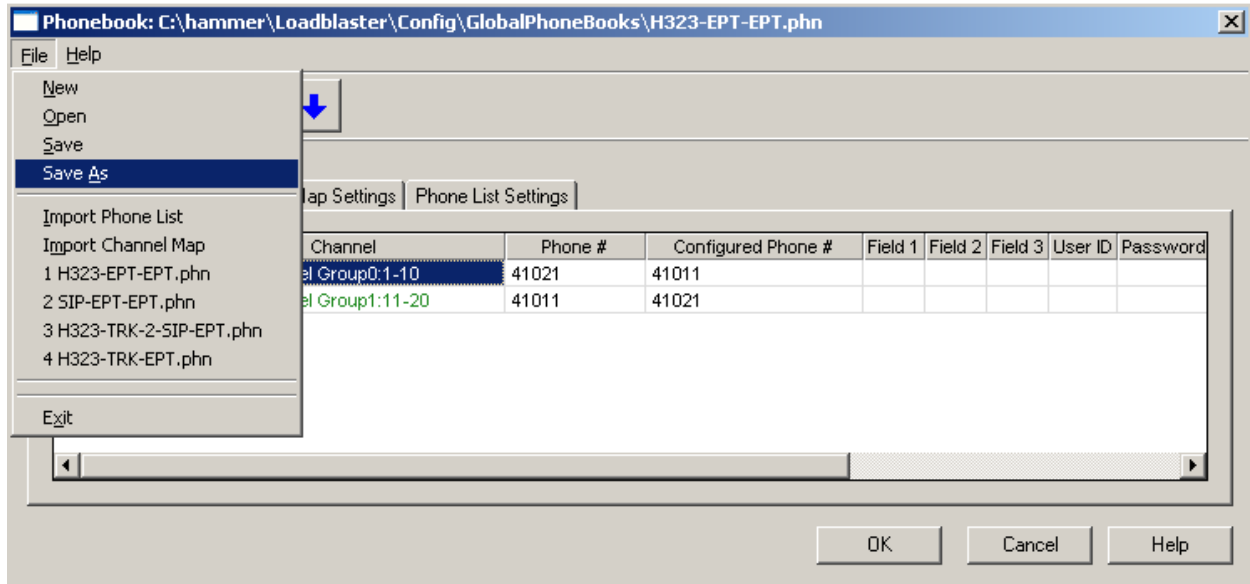 Phonebook: C:\hammer\Loadblaster\Config\GlobalPhoneBooks\H323-EPT-EPT.phn
File Help
New
Open
Save
Save As
Import Phone List
Import Channel Map
1 H323-EPT-EPT.phn
2 SIP-EPT-EPT.phn
3 H323-TRK-2-SIP-EPT.phn
4 H323-TRK-EPT.phn
Exit
Settings Phone List Settings
Channel Phone # Configured Phone # Field 1 Field 2 Field 3 User ID Password
Group0:1-10 41021 41011
Group1:11-20 41011 41021
OK Cancel Help